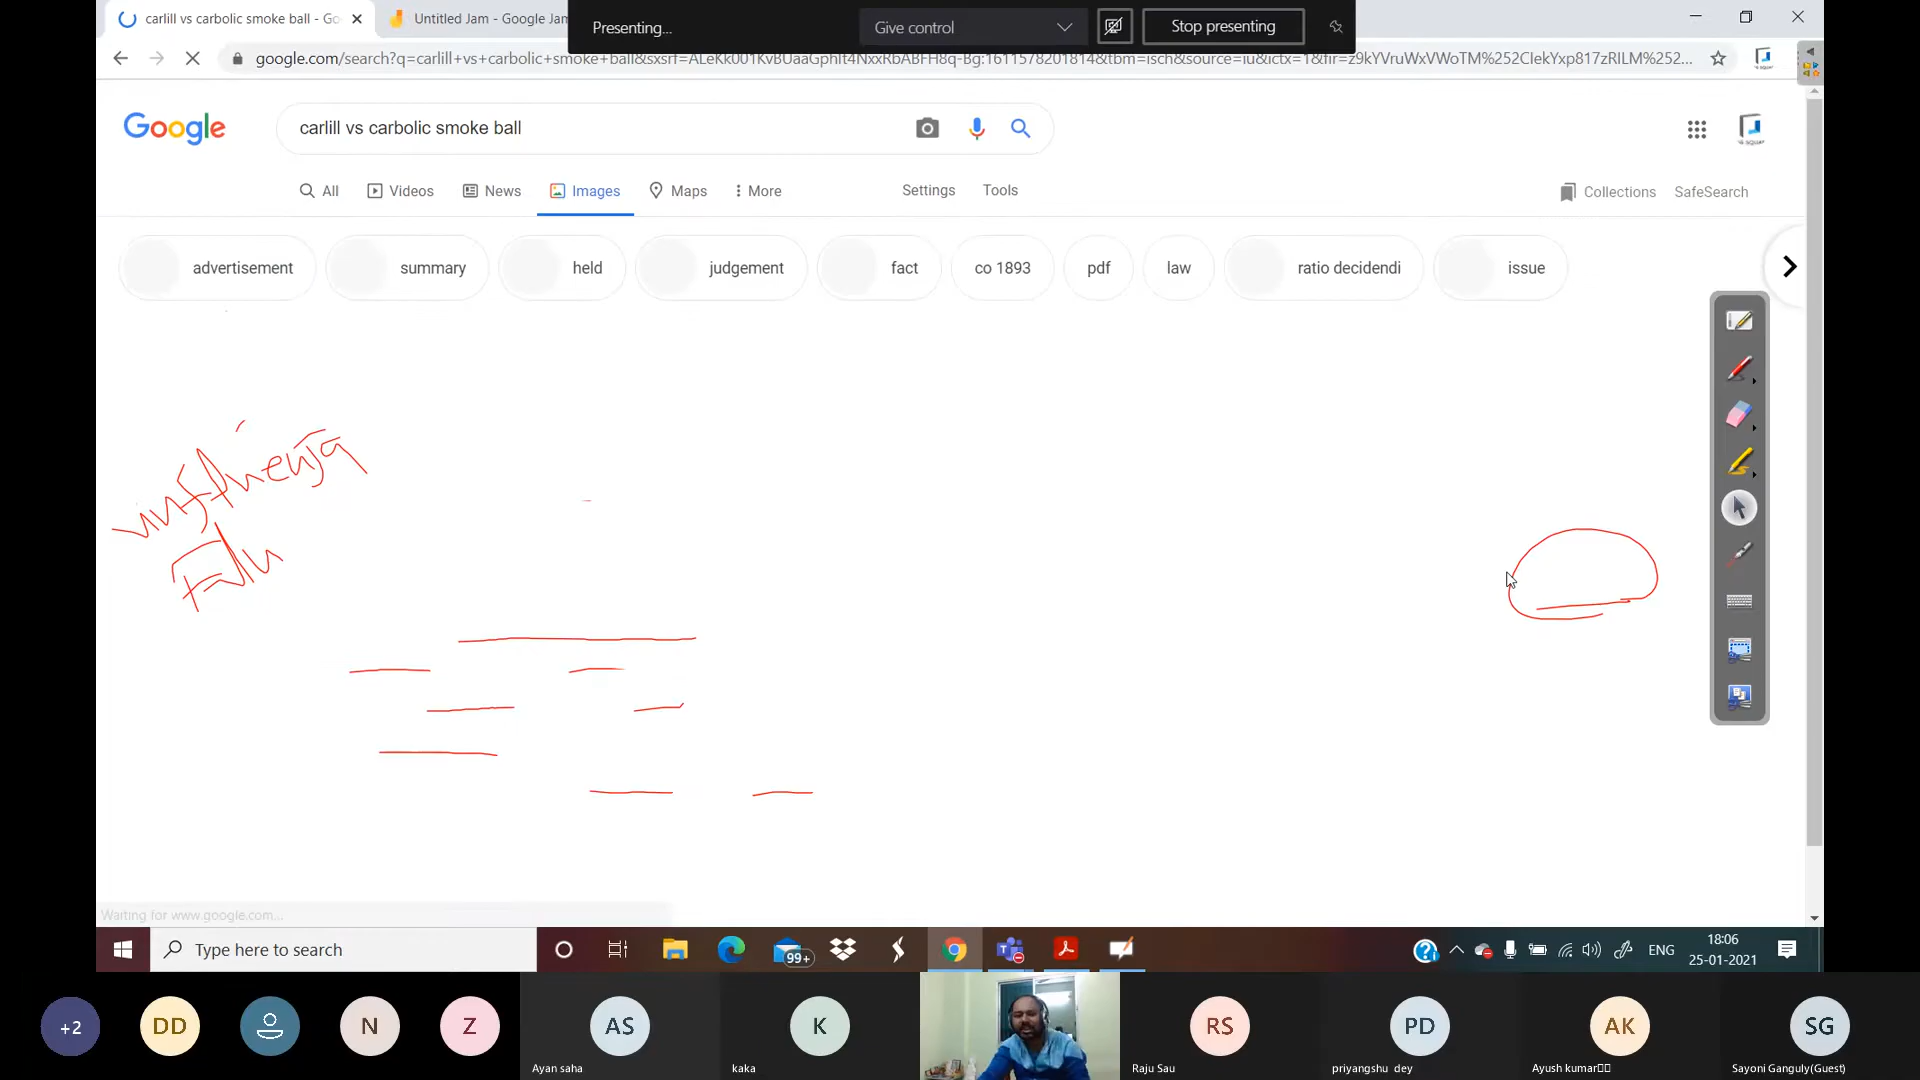 carlill vs carbolic smoke ball - Go
Untitled Jam - Google Jam
Presenting...
Give control
Stop presenting
google.com/search?q=carlill+vs+carbolic+smoke+ball&sxsrf=ALeKk001KvBUaaGphIt4NxxRbABFH8q-Bg:1611578201814&tbm=isch&source=iu&ictx=1&fir=z9kYVruWxVWoTM%252CIekYxp817zRILM%252...
Google
carlill vs carbolic smoke ball
All
Videos
News
Images
Maps
More
Settings
Tools
Collections
SafeSearch
advertisement
summary
held
judgement
fact
co 1893
pdf
law
ratio decidendi
issue
influenza
Flu
Waiting for www.google.com...
Type here to search
99+
ENG
18:06
25-01-2021
+2
DD
N
Z
AS
K
RS
PD
AK
SG
Ayan saha
kaka
Raju Sau
priyangshu dey
Ayush kumar
Sayoni Ganguly(Guest)